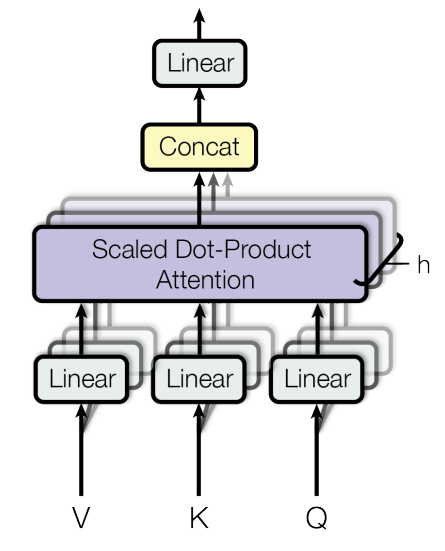 Linear
Concat
Scaled Dot-Product
Attention
h
Linear Linear Linear
V K Q